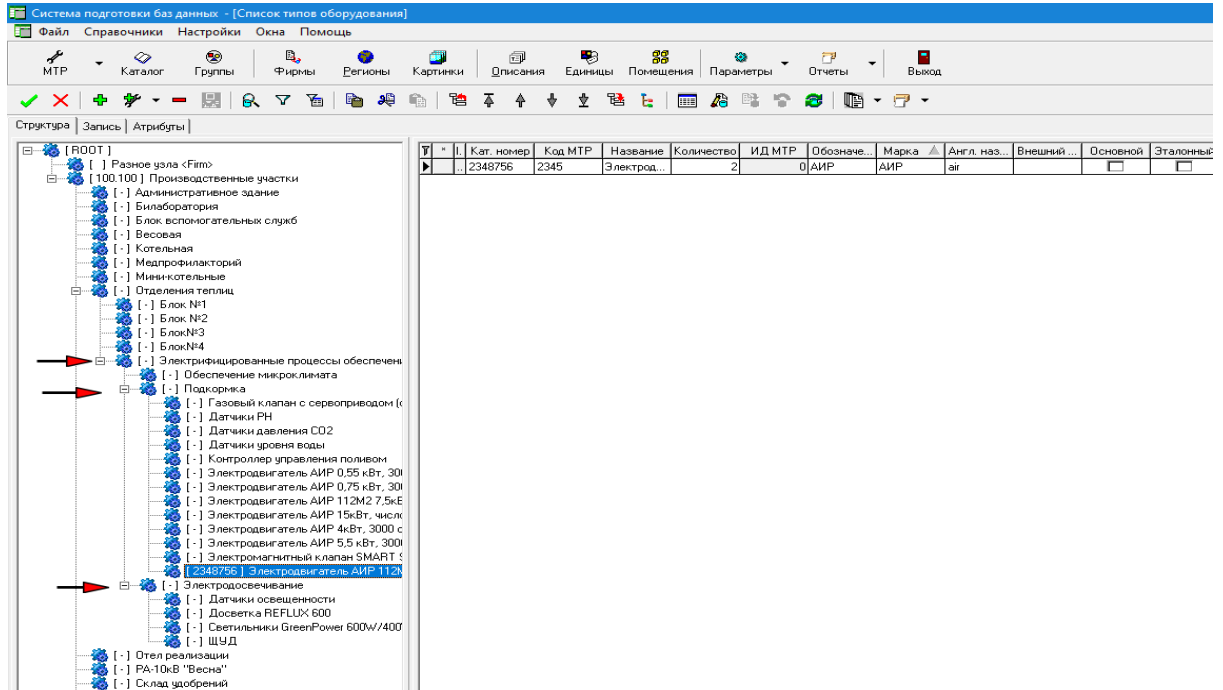 Система подготовки баз данных - [Список типов оборудования]
Файл Справочники Настройки Окна Помощь
МТР Каталог Группы Фирмы Регионы Картинки Описания Единицы Помещения Параметры Отчеты Выход
Структура Запись Атрибуты
[ROOT ]
[ ] Разное узла <Firm>
[100.100 ] Производственные участки
[ - ] Административное здание
[ - ] Билаборатория
[ - ] Блок вспомогательных служб
[ - ] Весовая
[ - ] Котельная
[ - ] Медпрофилакторий
[ - ] Мини-котельные
[ - ] Отделения теплиц
[ - ] Блок №1
[ - ] Блок №2
[ - ] Блок№3
[ - ] Блок№4
[ - ] Электрифицированные процессы обеспечени
[ - ] Обеспечение микроклимата
[ - ] Подкормка
[ - ] Газовый клапан с сервоприводом (
[ - ] Датчики PH
[ - ] Датчики давления CO2
[ - ] Датчики уровня воды
[ - ] Контроллер управления поливом
[ - ] Электродвигатель АИР 0,55 кВт, 300
[ - ] Электродвигатель АИР 0,75 кВт, 300
[ - ] Электродвигатель АИР 112М2 7,5кВ
[ - ] Электродвигатель АИР 15кВт, число
[ - ] Электродвигатель АИР 4кВт, 3000 о
[ - ] Электродвигатель АИР 5,5 кВт, 3000
[ - ] Электромагнитный клапан SMART S
[ 2348756 ] Электродвигатель АИР 112М
[ - ] Электродосвечивание
[ - ] Датчики освещенности
[ - ] Досветка REFLUX 600
[ - ] Светильники GreenPower 600W/400
[ - ] ЩУД
[ - ] Отел реализации
[ - ] РА-10кВ "Весна"
[ - ] Склад удобрений
* I. Кат. номер Код МТР Название Количество ИД МТР Обозначе... Марка Англ. наз... Внешний ... Основной Эталонный
.. 2348756 2345 Электрод... 2 0 АИР АИР air